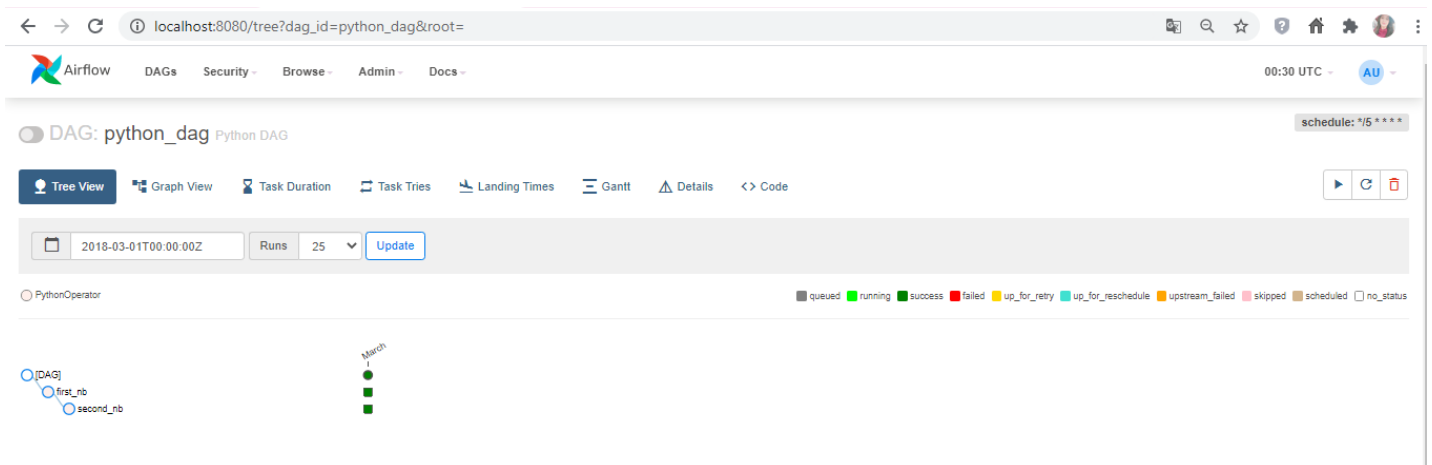 localhost:8080/tree?dag_id=python_dag&root=
Airflow DAGs Security Browse Admin Docs 00:30 UTC AU
DAG: python_dag Python DAG schedule: */5 * * * *
Tree View Graph View Task Duration Task Tries Landing Times Gantt Details <> Code
2018-03-01T00:00:00Z Runs 25 Update
PythonOperator queued running success failed up_for_retry up_for_reschedule upstream_failed skipped scheduled no_status
March
[DAG]
first_nb
second_nb